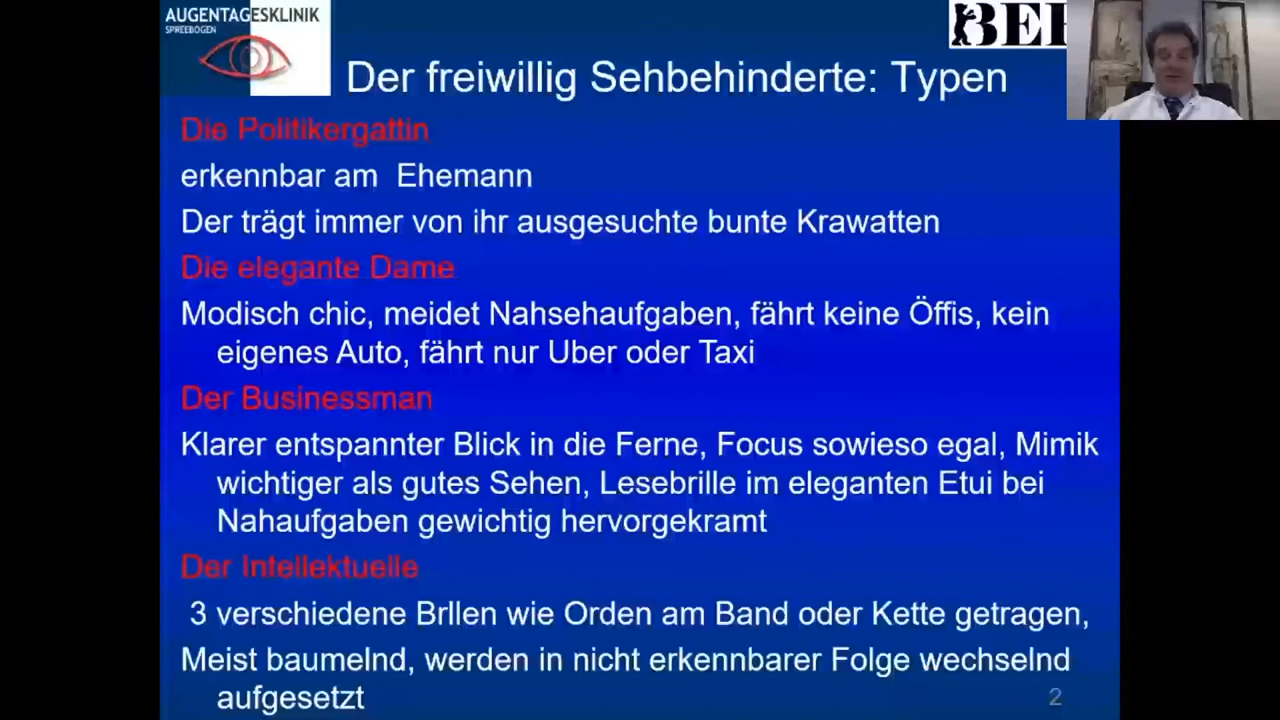 AUGENTAGESKLINIK
SPREEBOGEN
Der freiwillig Sehbehinderte: Typen
Die Politikergattin
erkennbar am Ehemann
Der trägt immer von ihr ausgesuchte bunte Krawatten
Die elegante Dame
Modisch chic, meidet Nahsehaufgaben, fährt keine Öffis, kein
eigenes Auto, fährt nur Uber oder Taxi
Der Businessman
Klarer entspannter Blick in die Ferne, Focus sowieso egal, Mimik
wichtiger als gutes Sehen, Lesebrille im eleganten Etui bei
Nahaufgaben gewichtig hervorgekramt
Der Intellektuelle
3 verschiedene Brllen wie Orden am Band oder Kette getragen,
Meist baumelnd, werden in nicht erkennbarer Folge wechselnd
aufgesetzt
2